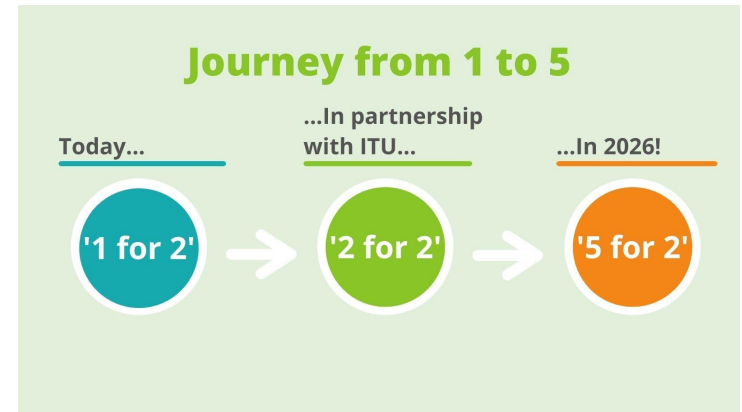 Journey from 1 to 5
Today...
...In partnership
with ITU...
...In 2026!
'1 for 2'
'2 for 2'
'5 for 2'